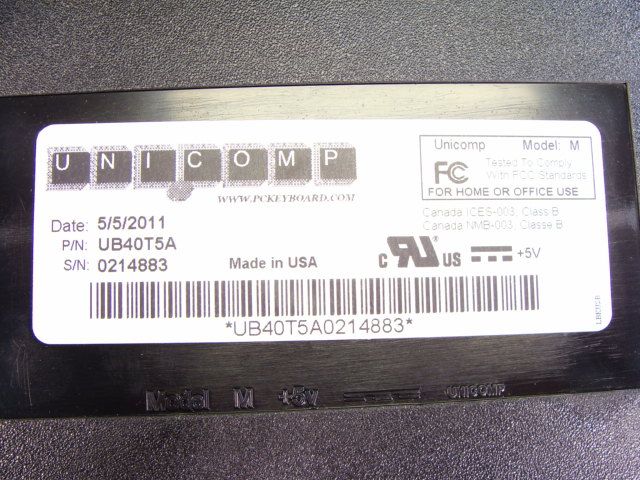 UNICOMP
WWW.PCKEYBOARD.COM
Unicomp Model: M
FC Tested To Comply
With FCC Standards
FOR HOME OR OFFICE USE
Date: 5/5/2011
P/N: UB40T5A
S/N: 0214883
Made in USA
Canada ICES-003, Class B
Canada NMB-003, Classe B
c RU US +5V
*UB40T5A0214883*
Model M +5V UNICOMP